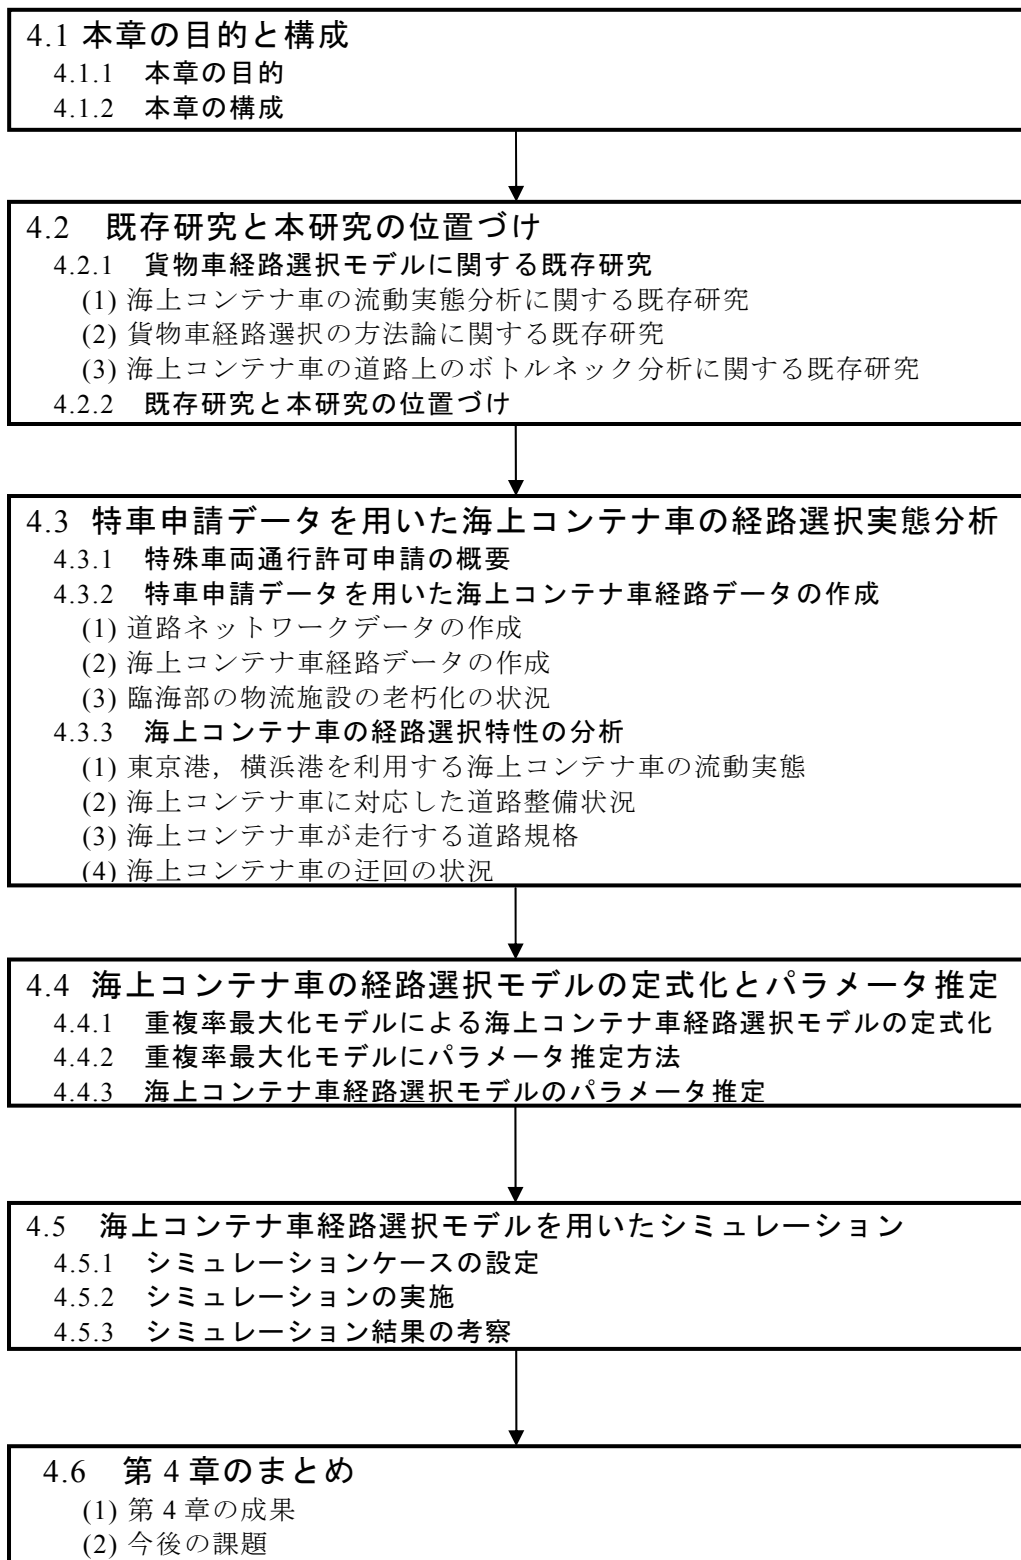 4.1 本章の目的と構成
4.1.1 本章の目的
4.1.2 本章の構成
4.2 既存研究と本研究の位置づけ
4.2.1 貨物車経路選択モデルに関する既存研究
(1) 海上コンテナ車の流動実態分析に関する既存研究
(2) 貨物車経路選択の方法論に関する既存研究
(3) 海上コンテナ車の道路上のボトルネック分析に関する既存研究
4.2.2 既存研究と本研究の位置づけ
4.3 特車申請データを用いた海上コンテナ車の経路選択実態分析
4.3.1 特殊車両通行許可申請の概要
4.3.2 特車申請データを用いた海上コンテナ車経路データの作成
(1) 道路ネットワークデータの作成
(2) 海上コンテナ車経路データの作成
(3) 臨海部の物流施設の老朽化の状況
4.3.3 海上コンテナ車の経路選択特性の分析
(1) 東京港，横浜港を利用する海上コンテナ車の流動実態
(2) 海上コンテナ車に対応した道路整備状況
(3) 海上コンテナ車が走行する道路規格
(4) 海上コンテナ車の迂回の状況
4.4 海上コンテナ車の経路選択モデルの定式化とパラメータ推定
4.4.1 重複率最大化モデルによる海上コンテナ車経路選択モデルの定式化
4.4.2 重複率最大化モデルにパラメータ推定方法
4.4.3 海上コンテナ車経路選択モデルのパラメータ推定
4.5 海上コンテナ車経路選択モデルを用いたシミュレーション
4.5.1 シミュレーションケースの設定
4.5.2 シミュレーションの実施
4.5.3 シミュレーション結果の考察
4.6 第 4 章のまとめ
(1) 第 4 章の成果
(2) 今後の課題